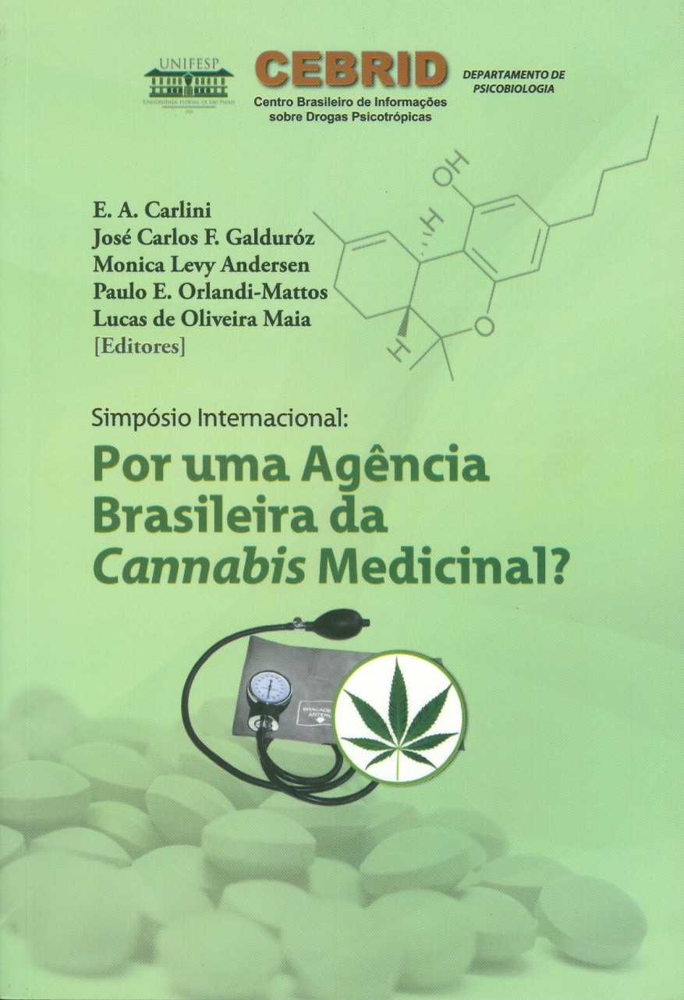 UNIFESP
UNIVERSIDADE FEDERAL DE SÃO PAULO
CEBRID
Centro Brasileiro de Informações
sobre Drogas Psicotrópicas
DEPARTAMENTO DE
PSICOBIOLOGIA
OH
H
O
H
E. A. Carlini
José Carlos F. Galduróz
Monica Levy Andersen
Paulo E. Orlandi-Mattos
Lucas de Oliveira Maia
[Editores]
Simpósio Internacional:
Por uma Agência
Brasileira da
Cannabis Medicinal?